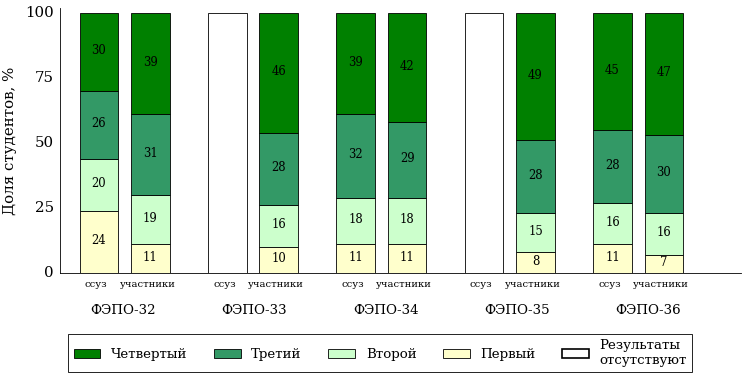 Доля студентов, %
100
75
50
25
0
30 39 46 39 42 49 45 47
26 31 28 32 29 28 28 30
20 19 16 18 18 15 16 16
24 11 10 11 11 8 11 7
ссуз участники ссуз участники ссуз участники ссуз участники ссуз участники
ФЭПО-32 ФЭПО-33 ФЭПО-34 ФЭПО-35 ФЭПО-36
Четвертый Третий Второй Первый Результаты
отсутствуют